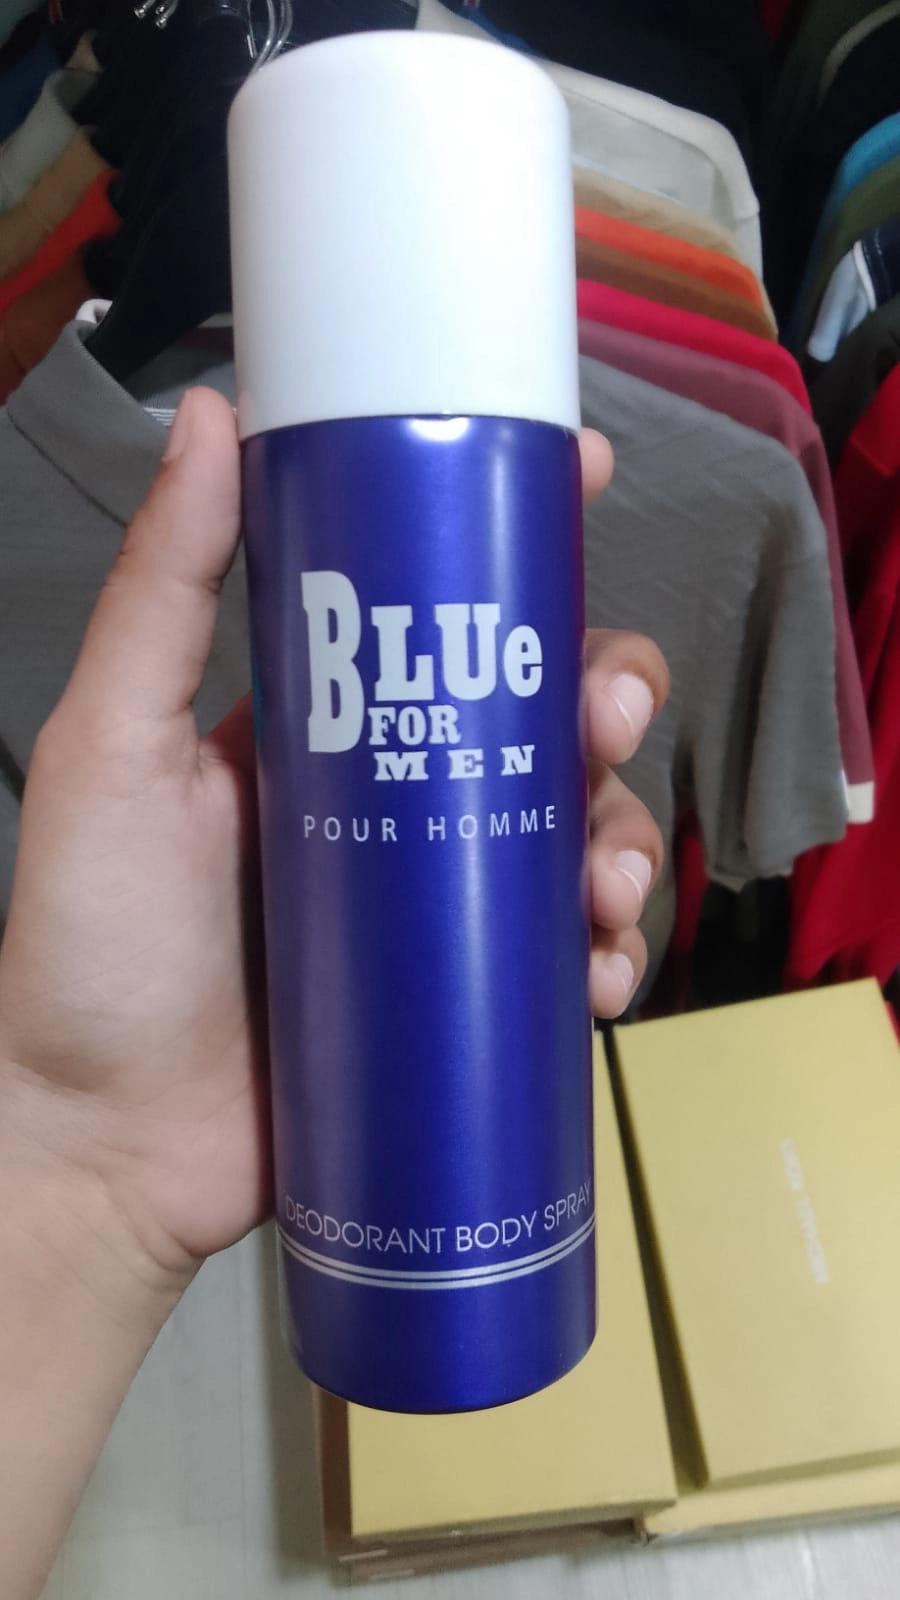 BLUe
FOR
MEN
POUR HOMME
DEODORANT BODY SPRAY